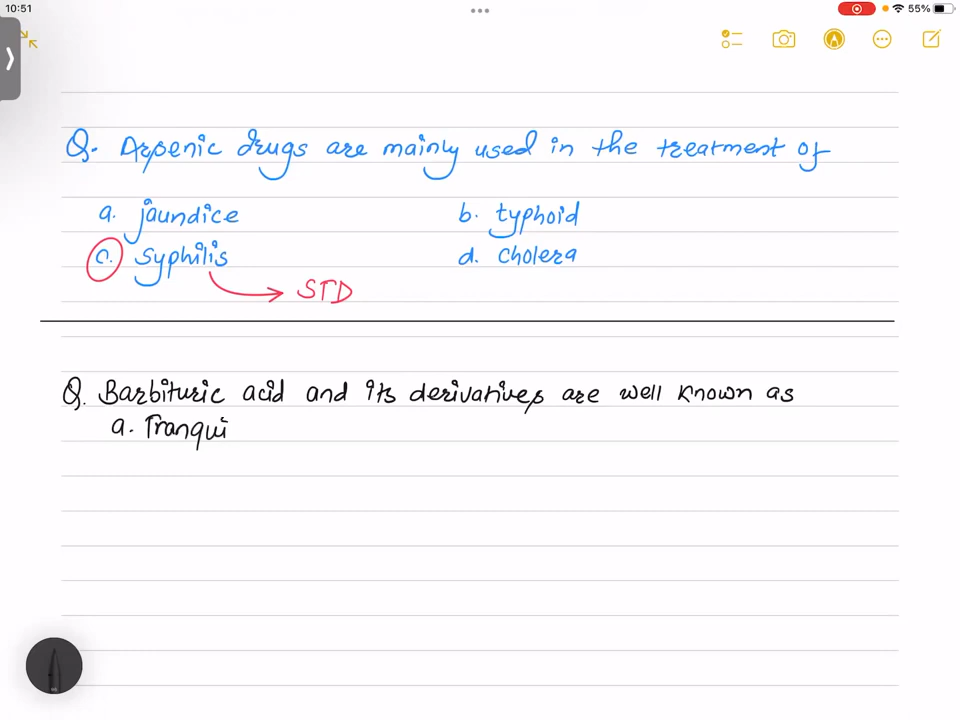 10:51
55%
Q. Arsenic drugs are mainly used in the treatment of
a. jaundice b. typhoid
c. syphilis d. cholera
STD
Q. Barbituric acid and its derivatives are well known as
a. Tranqui